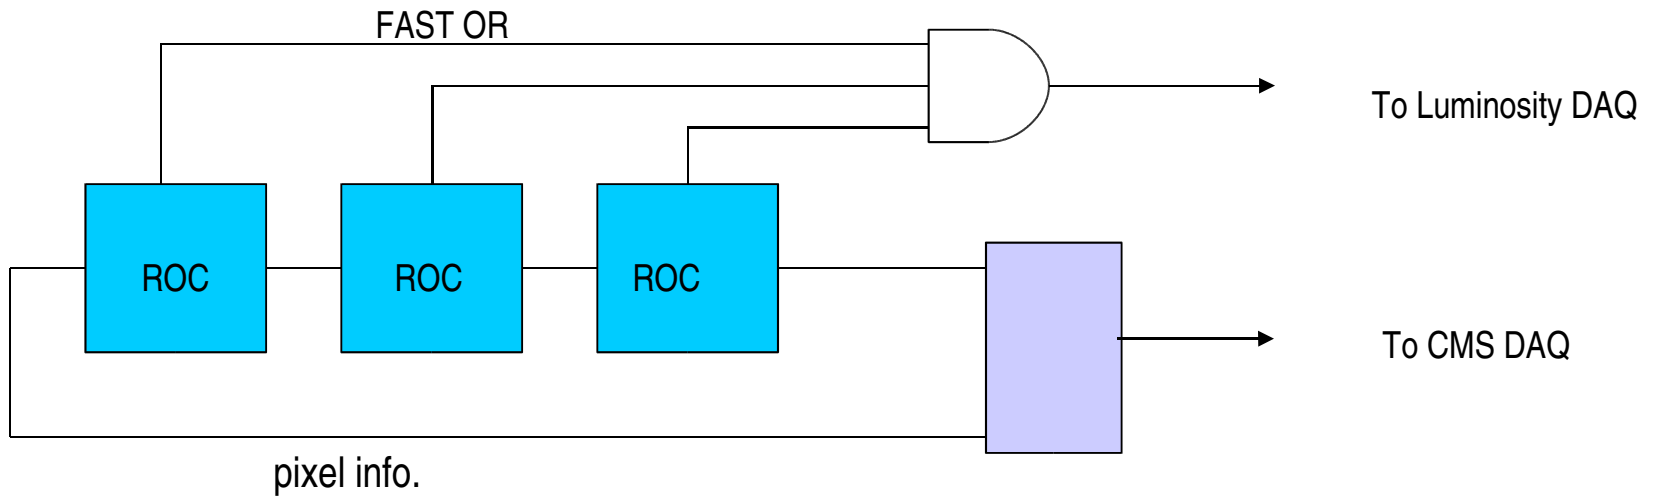 FAST OR
To Luminosity DAQ
ROC
ROC
ROC
To CMS DAQ
pixel info.